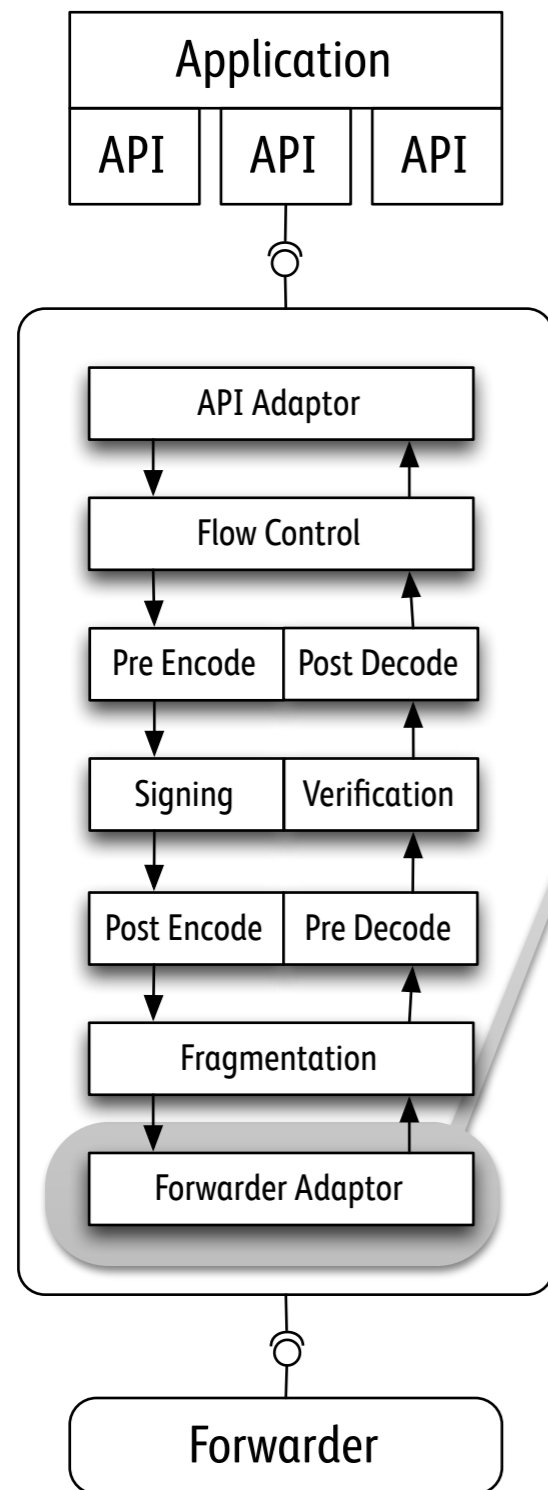 Application
API API API
API Adaptor
Flow Control
Pre Encode Post Decode
Signing Verification
Post Encode Pre Decode
Fragmentation
Forwarder Adaptor
Forwarder